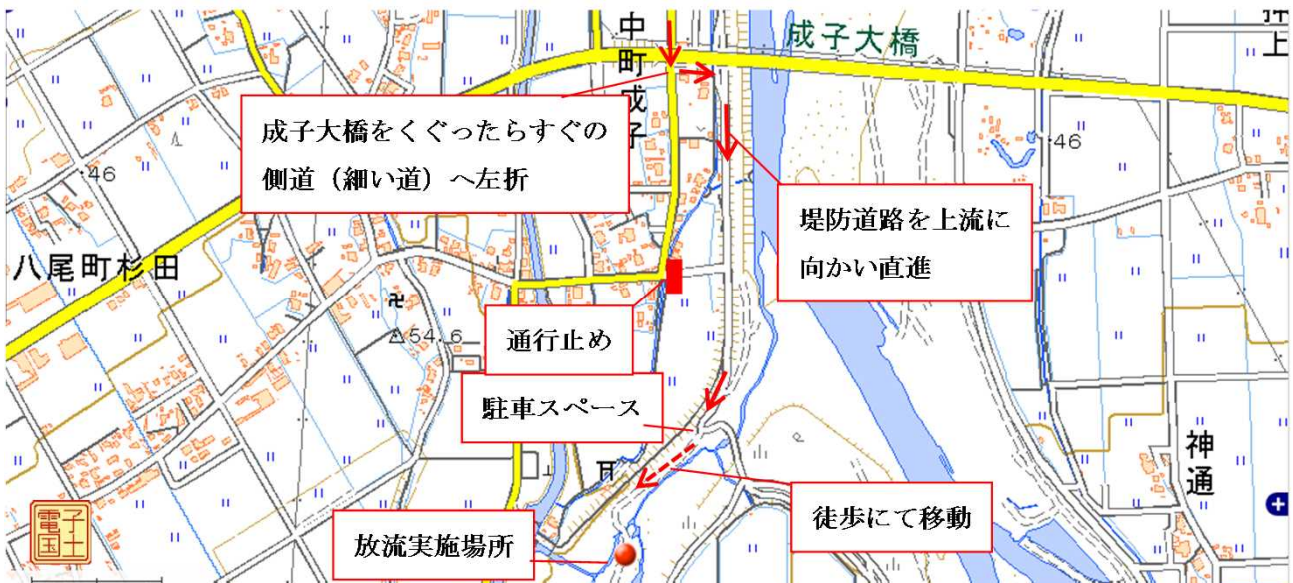 中町成子
成子大橋
押上
成子大橋をくぐったらすぐの
側道（細い道）へ左折
・46
・46
堤防道路を上流に
向かい直進
八尾町杉田
54.6
通行止め
駐車スペース
神通
徒歩にて移動
放流実施場所
電子国土